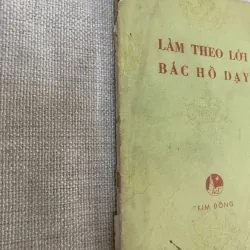 LÀM THEO LỜI
BÁC HỒ DẠY
KIM ĐỒNG